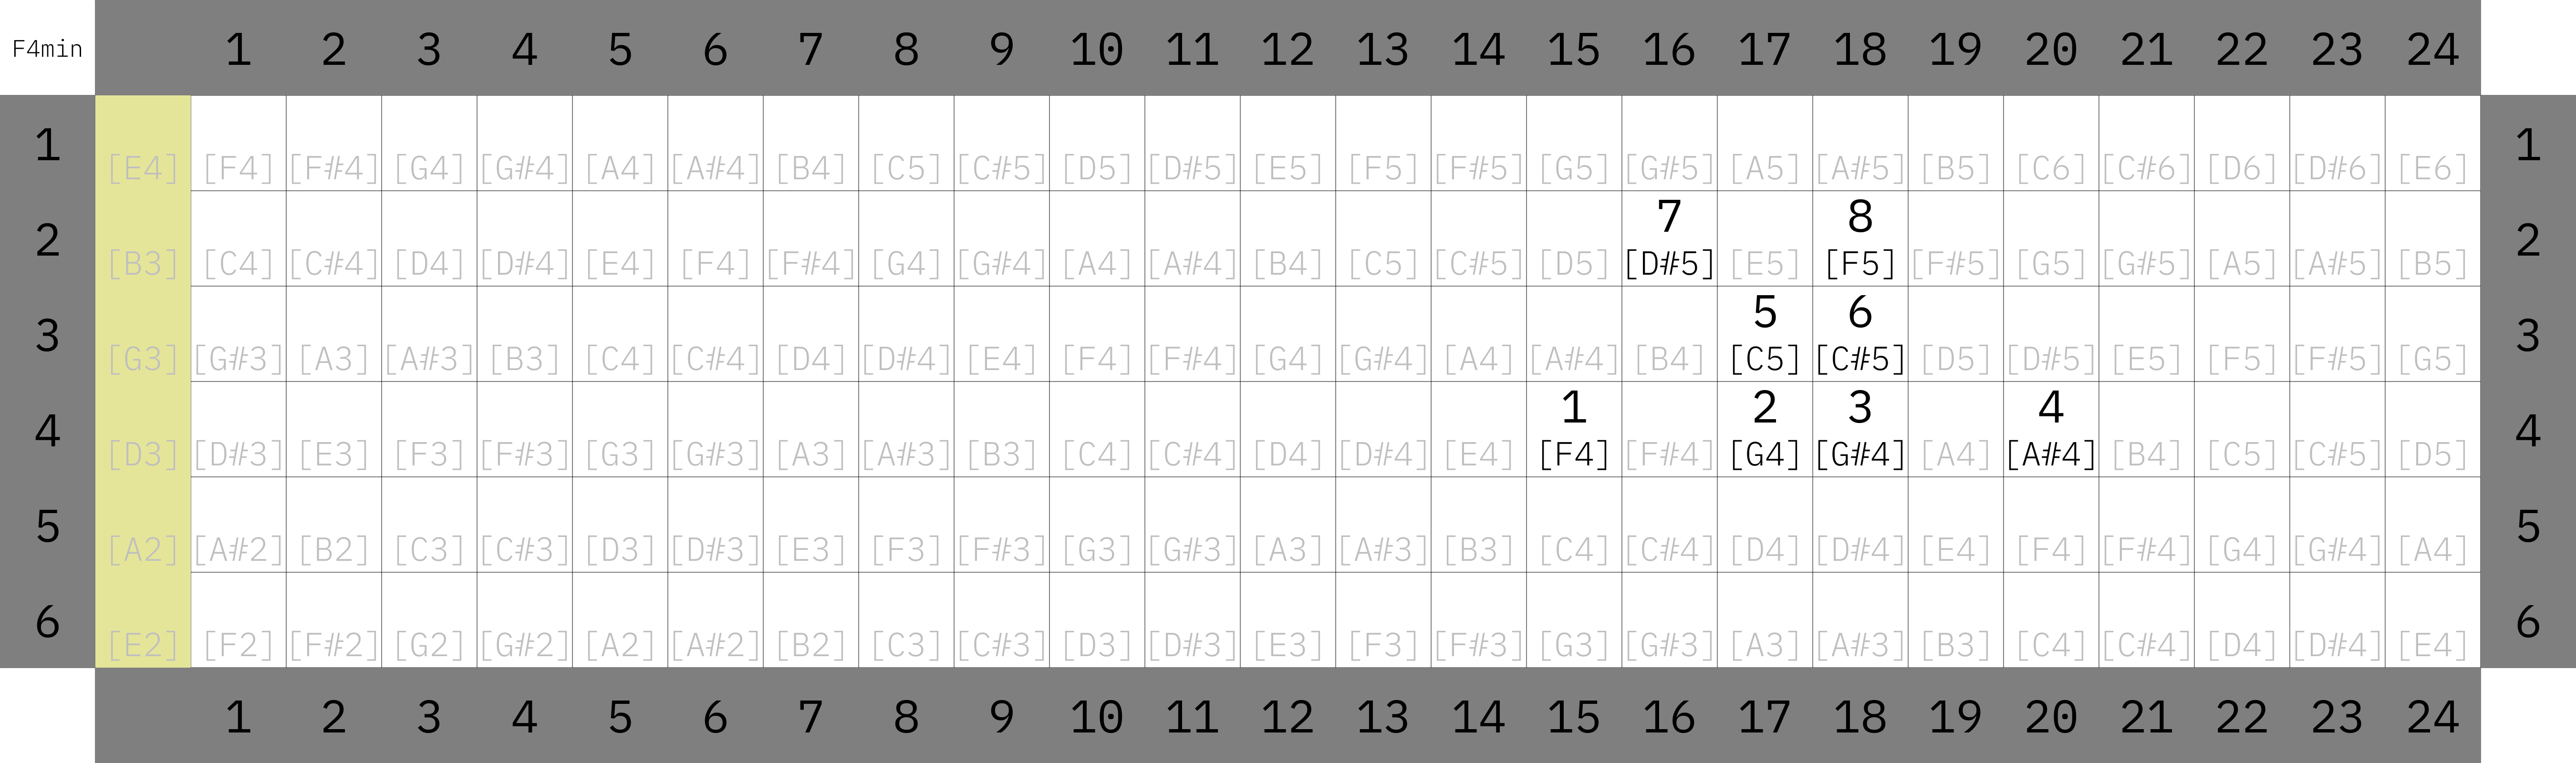 F4min 1 2 3 4 5 6 7 8 9 10 11 12 13 14 15 16 17 18 19 20 21 22 23 24
1 [E4] [F4] [F#4] [G4] [G#4] [A4] [A#4] [B4] [C5] [C#5] [D5] [D#5] [E5] [F5] [F#5] [G5] [G#5] [A5] [A#5] [B5] [C6] [C#6] [D6] [D#6] [E6] 1
7 8
2 [B3] [C4] [C#4] [D4] [D#4] [E4] [F4] [F#4] [G4] [G#4] [A4] [A#4] [B4] [C5] [C#5] [D5] [D#5] [E5] [F5] [F#5] [G5] [G#5] [A5] [A#5] [B5] 2
5 6
3 [G3] [G#3] [A3] [A#3] [B3] [C4] [C#4] [D4] [D#4] [E4] [F4] [F#4] [G4] [G#4] [A4] [A#4] [B4] [C5] [C#5] [D5] [D#5] [E5] [F5] [F#5] [G5] 3
1 2 3 4
4 [D3] [D#3] [E3] [F3] [F#3] [G3] [G#3] [A3] [A#3] [B3] [C4] [C#4] [D4] [D#4] [E4] [F4] [F#4] [G4] [G#4] [A4] [A#4] [B4] [C5] [C#5] [D5] 4
5 [A2] [A#2] [B2] [C3] [C#3] [D3] [D#3] [E3] [F3] [F#3] [G3] [G#3] [A3] [A#3] [B3] [C4] [C#4] [D4] [D#4] [E4] [F4] [F#4] [G4] [G#4] [A4] 5
6 [E2] [F2] [F#2] [G2] [G#2] [A2] [A#2] [B2] [C3] [C#3] [D3] [D#3] [E3] [F3] [F#3] [G3] [G#3] [A3] [A#3] [B3] [C4] [C#4] [D4] [D#4] [E4] 6
1 2 3 4 5 6 7 8 9 10 11 12 13 14 15 16 17 18 19 20 21 22 23 24